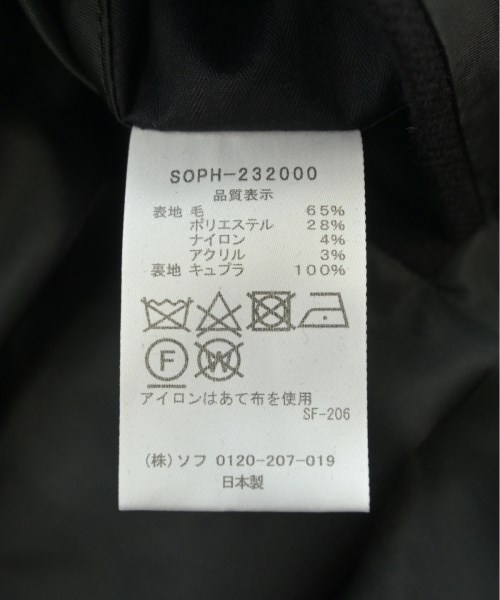 SOPH-232000
品質表示
表地 毛 65%
ポリエステル 28%
ナイロン 4%
アクリル 3%
裏地 キュプラ 100%
F W
アイロンはあて布を使用
SF-206
(株)ソフ 0120-207-019
日本製